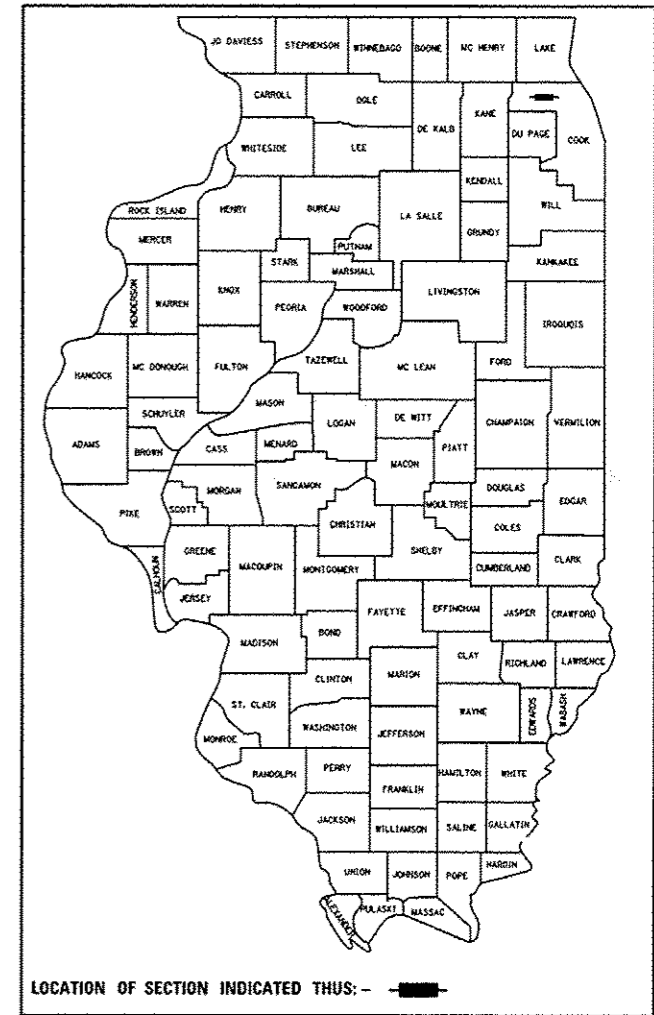 JO DAVIESS STEPHENSON WINNEBAGO BOONE MC HENRY LAKE
CARROLL OGLE DE KALB KANE DU PAGE COOK
WHITESIDE LEE KENDALL WILL
ROCK ISLAND HENRY BUREAU LA SALLE GRUNDY
MERCER PUTNAM KANKAKEE
HENDERSON WARREN KNOX STARK MARSHALL LIVINGSTON
PEORIA WOODFORD IROQUOIS
HANCOCK MC DONOUGH FULTON TAZEWELL MC LEAN FORD
SCHUYLER MASON LOGAN DE WITT CHAMPAIGN VERMILION
ADAMS BROWN CASS MENARD MACON PIATT
PIKE SCOTT MORGAN SANGAMON CHRISTIAN MOULTRIE DOUGLAS EDGAR
COLES
CALHOUN GREENE MACOUPIN MONTGOMERY SHELBY CUMBERLAND CLARK
JERSEY FAYETTE EFFINGHAM JASPER CRAWFORD
MADISON BOND CLAY RICHLAND LAWRENCE
CLINTON MARION
ST. CLAIR WASHINGTON WAYNE EDWARDS WABASH
MONROE JEFFERSON
RANDOLPH PERRY HAMILTON WHITE
FRANKLIN
JACKSON WILLIAMSON SALINE GALLATIN
UNION JOHNSON POPE HARDIN
ALEXANDER PULASKI MASSAC
LOCATION OF SECTION INDICATED THUS: -